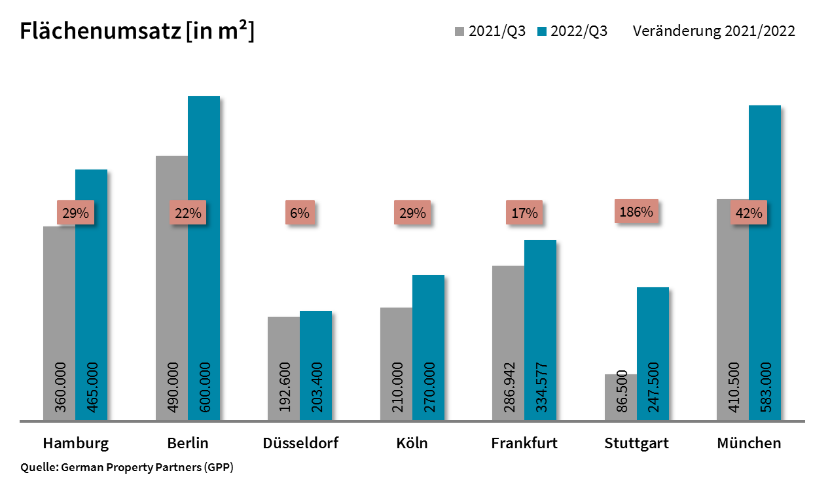 Flächenumsatz [in m²]
2021/Q3 2022/Q3 Veränderung 2021/2022
29% 22% 6% 29% 17% 186% 42%
360.000 465.000 490.000 600.000 192.600 203.400 210.000 270.000 286.942 334.577 86.500 247.500 410.500 583.000
Hamburg Berlin Düsseldorf Köln Frankfurt Stuttgart München
Quelle: German Property Partners (GPP)